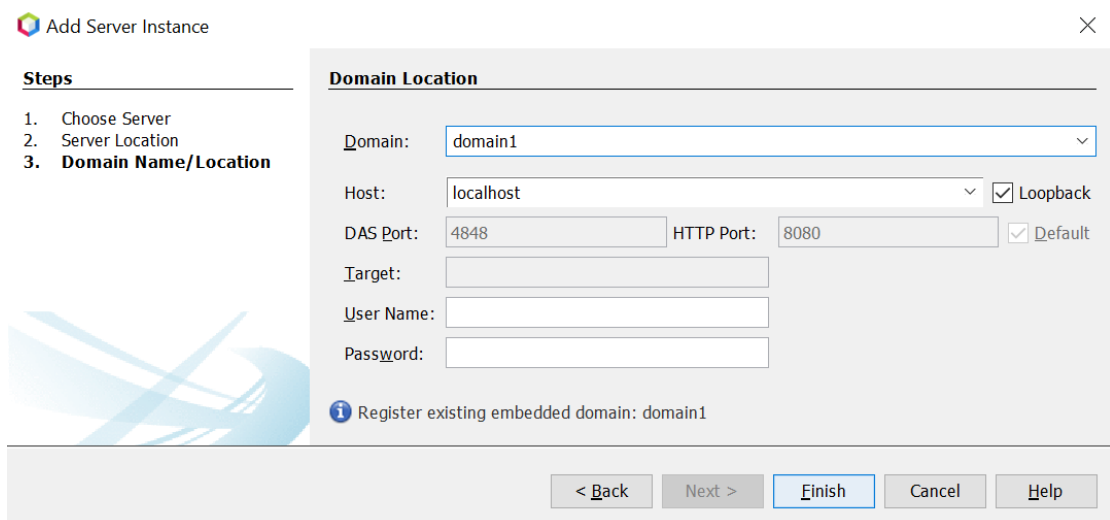 Add Server Instance
Steps
1. Choose Server
2. Server Location
3. Domain Name/Location
Domain Location
Domain: domain1
Host: localhost Loopback
DAS Port: 4848 HTTP Port: 8080 Default
Target:
User Name:
Password:
Register existing embedded domain: domain1
< Back Next > Finish Cancel Help